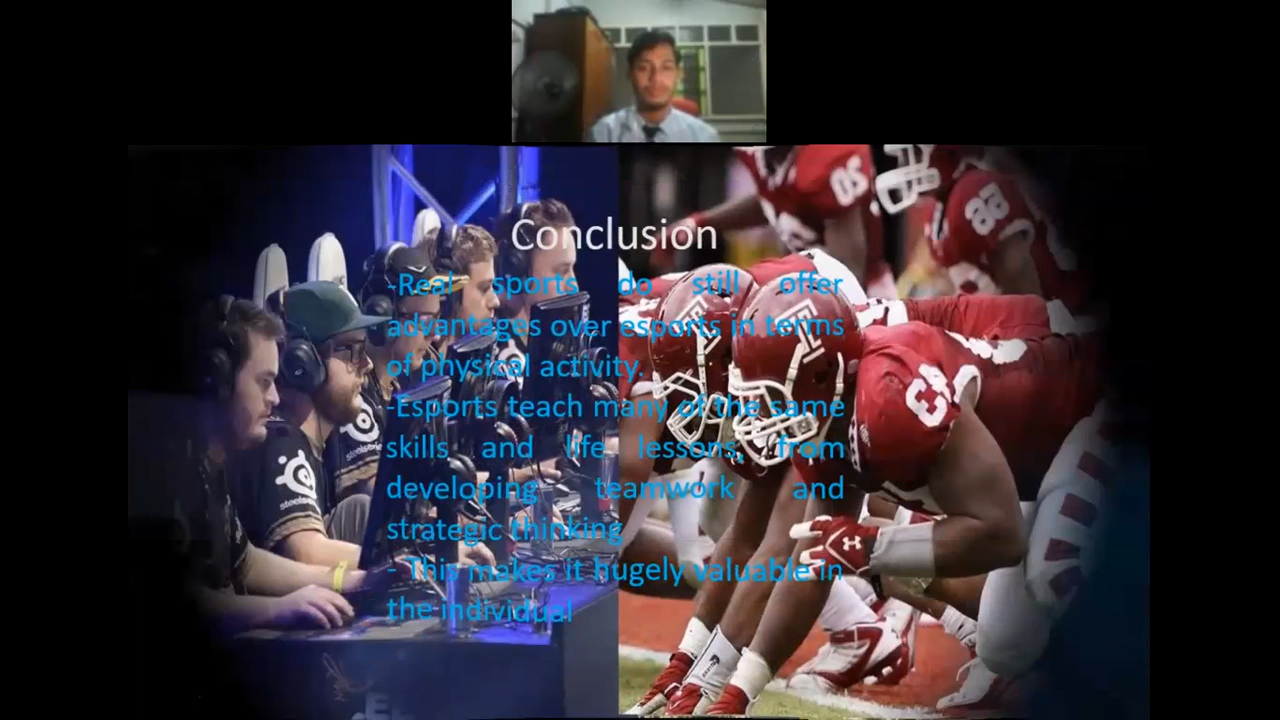 Conclusion
-Real sports do still offer
advantages over esports in terms
of physical activity.
-Esports teach many of the same
skills and life lessons, from
developing teamwork and
strategic thinking
- This makes it hugely valuable in
the individual
steelseries
43